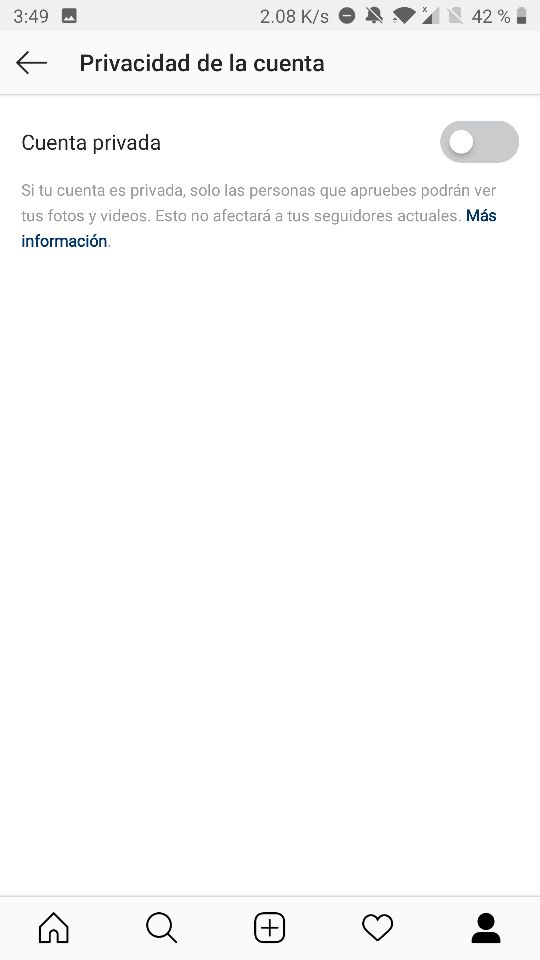 3:49 2.08 K/s 42 %
Privacidad de la cuenta
Cuenta privada
Si tu cuenta es privada, solo las personas que apruebes podrán ver
tus fotos y videos. Esto no afectará a tus seguidores actuales. Más
información.